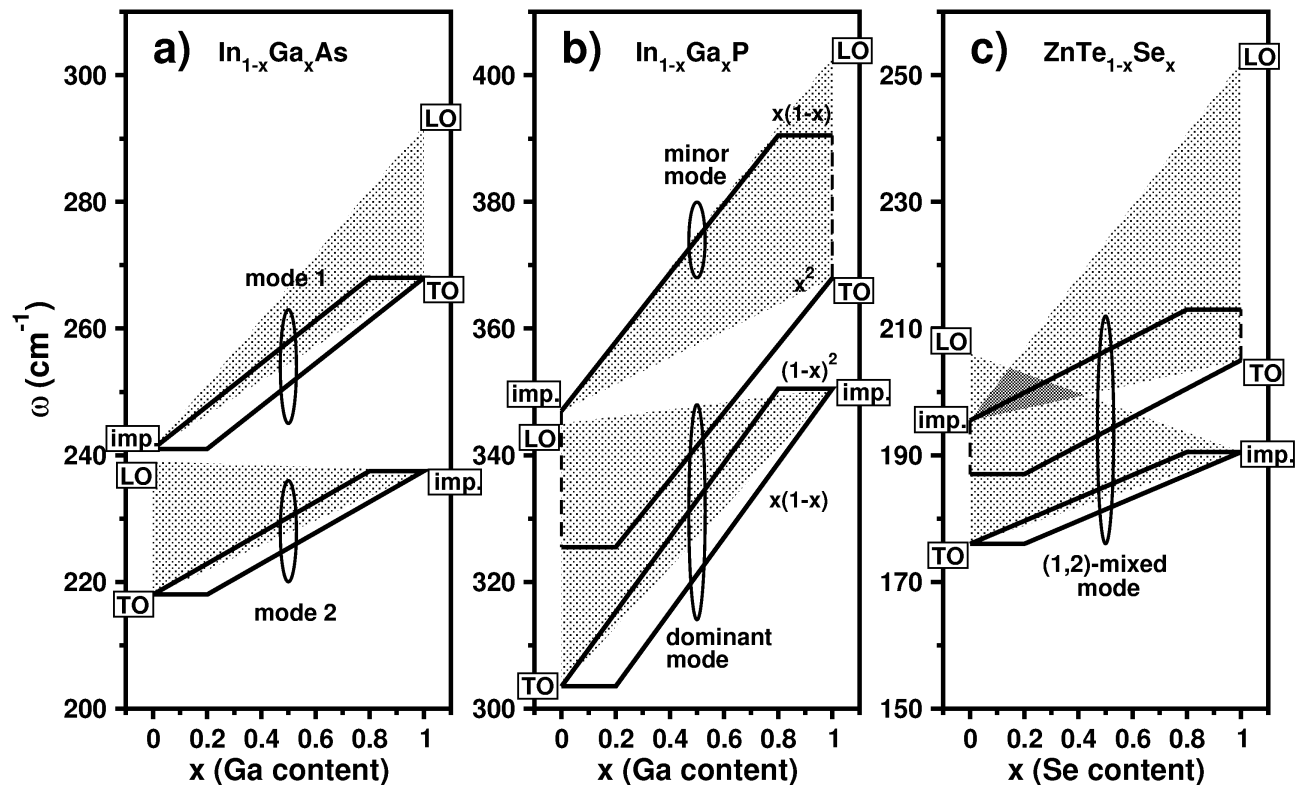 a) In₁₋ₓGaₓAs
300
280
260
240
220
200
ω (cm⁻¹)
LO
mode 1
TO
imp.
LO
imp.
TO
mode 2
0 0.2 0.4 0.6 0.8 1
x (Ga content)
b) In₁₋ₓGaₓP
400
380
360
340
320
300
LO
x(1-x)
minor
mode
x²
TO
imp.
(1-x)²
imp.
LO
x(1-x)
dominant
mode
TO
0 0.2 0.4 0.6 0.8 1
x (Ga content)
c) ZnTe₁₋ₓSeₓ
250
230
210
190
170
150
LO
LO
TO
imp.
imp.
TO
(1,2)-mixed
mode
0 0.2 0.4 0.6 0.8 1
x (Se content)